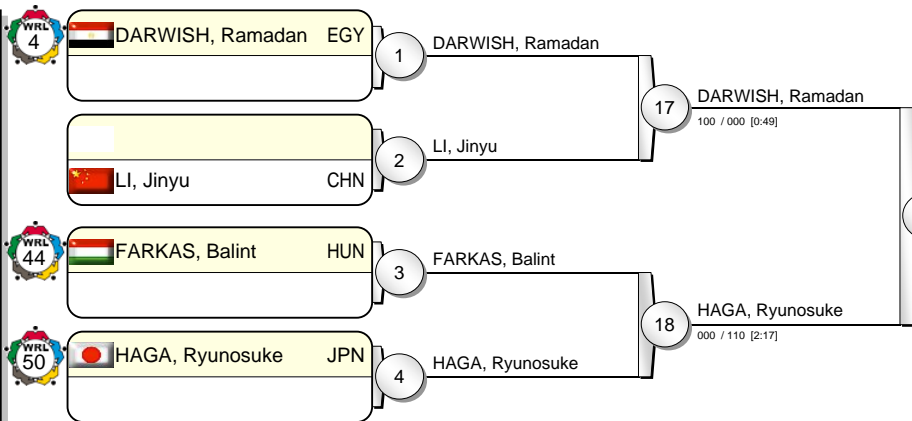 WRL
4
DARWISH, Ramadan EGY
1
DARWISH, Ramadan
17
DARWISH, Ramadan
100 / 000 [0:49]
LI, Jinyu CHN
2
LI, Jinyu
WRL
44
FARKAS, Balint HUN
3
FARKAS, Balint
18
HAGA, Ryunosuke
000 / 110 [2:17]
WRL
50
HAGA, Ryunosuke JPN
4
HAGA, Ryunosuke